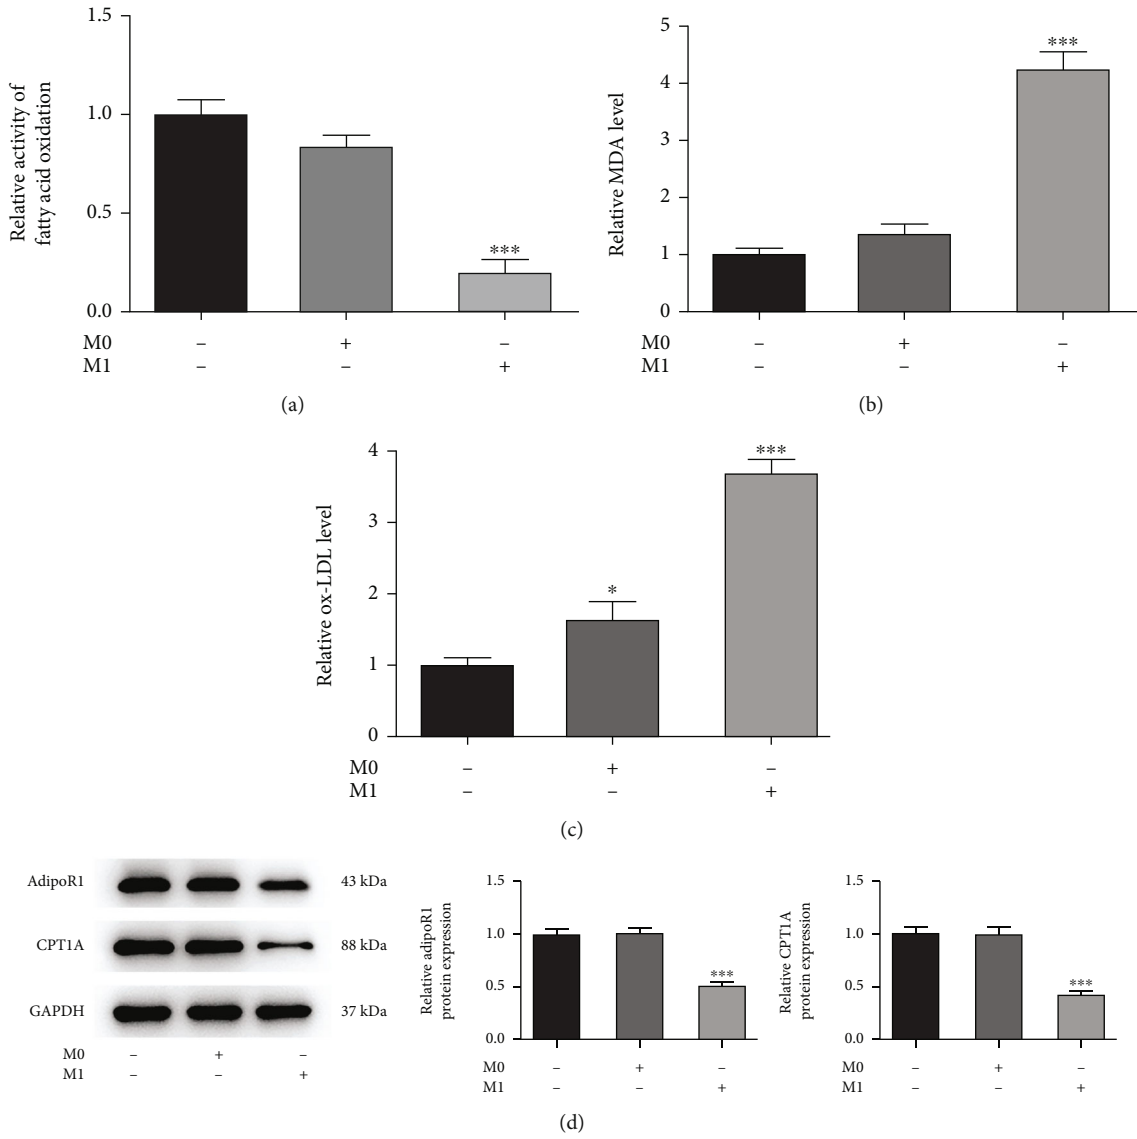 1.5
1.0
0.5
0.0
Relative activity of
fatty acid oxidation
***
M0 – + –
M1 – – +
(a)
5
4
3
2
1
0
Relative MDA level
***
M0 – + –
M1 – – +
(b)
4
3
2
1
0
Relative ox-LDL level
*
***
M0 – + –
M1 – – +
(c)
AdipoR1 43 kDa
CPT1A 88 kDa
GAPDH 37 kDa
M0 – + –
M1 – – +
1.5
1.0
0.5
0.0
Relative adipoR1
protein expression
***
M0 – + –
M1 – – +
1.5
1.0
0.5
0.0
Relative CPT1A
protein expression
***
M0 – + –
M1 – – +
(d)